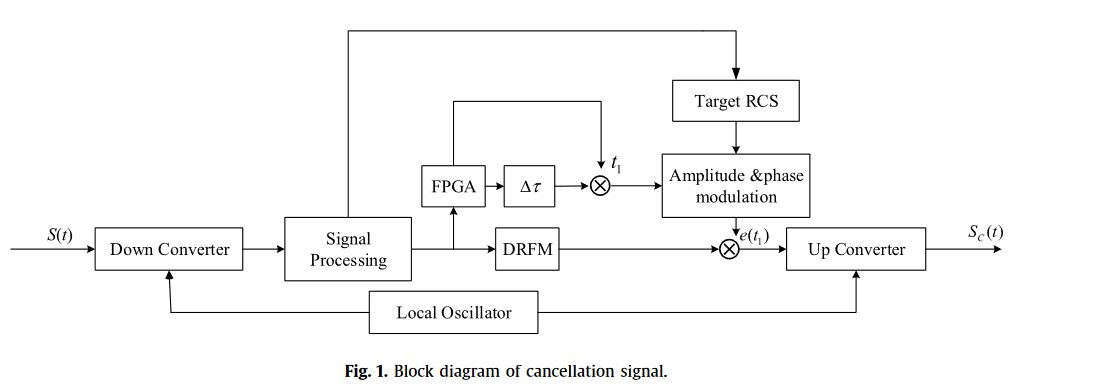 Target RCS
t₁
FPGA
Δτ
Amplitude &phase
modulation
S(t)
Down Converter
Signal
Processing
DRFM
e(t₁)
Up Converter
S_C(t)
Local Oscillator
Fig. 1. Block diagram of cancellation signal.